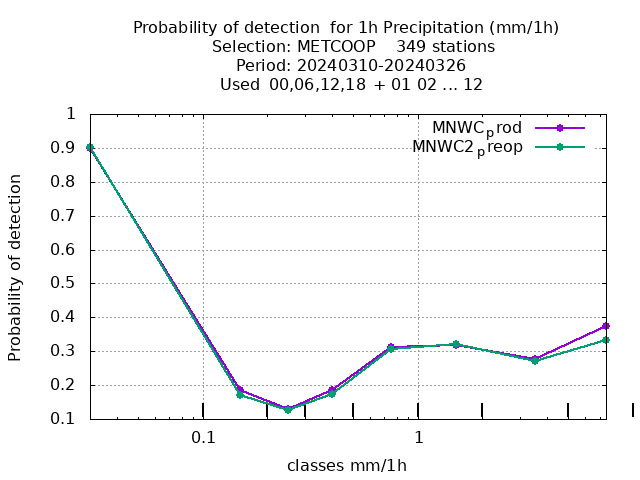 Probability of detection for 1h Precipitation (mm/1h)
Selection: METCOOP 349 stations
Period: 20240310-20240326
Used 00,06,12,18 + 01 02 ... 12
MNWCprod
MNWC2preop
1
0.9
0.8
0.7
0.6
0.5
0.4
0.3
0.2
0.1
Probability of detection
0.1 1
classes mm/1h